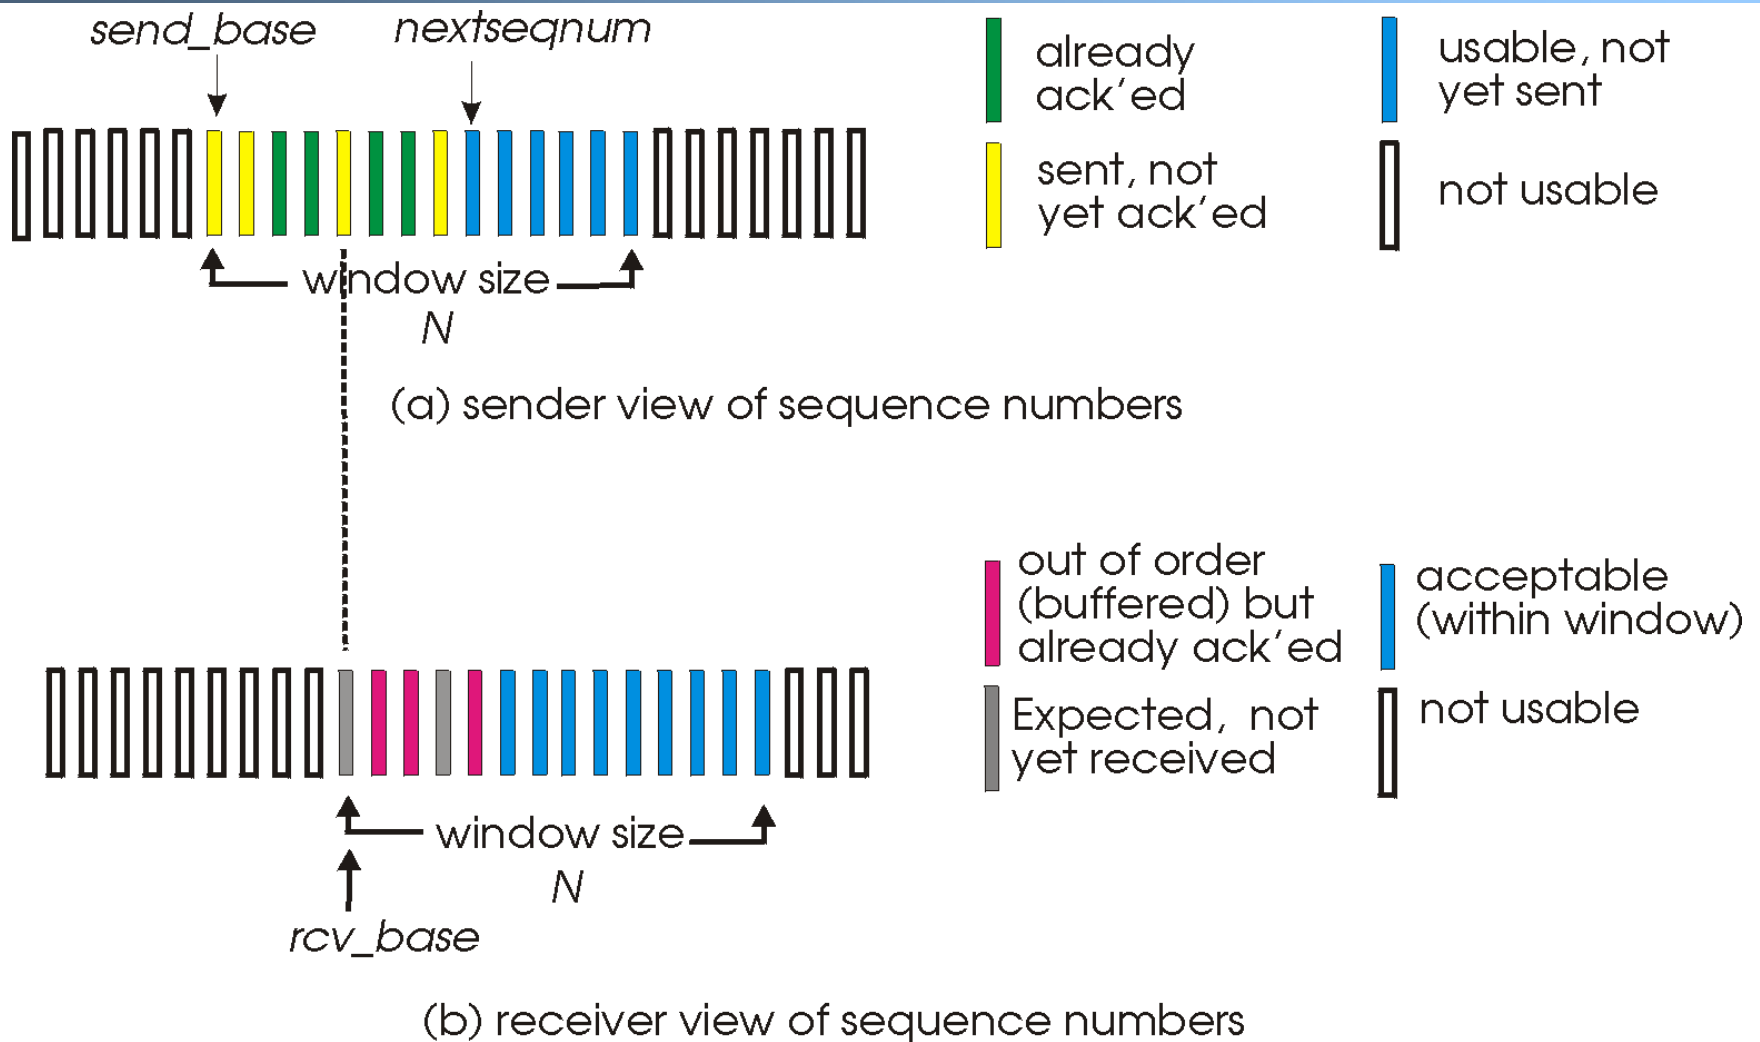 send_base
nextseqnum
already
ack'ed
usable, not
yet sent
sent, not
yet ack'ed
not usable
window size
N
(a) sender view of sequence numbers
out of order
(buffered) but
already ack'ed
acceptable
(within window)
Expected, not
yet received
not usable
window size
N
rcv_base
(b) receiver view of sequence numbers